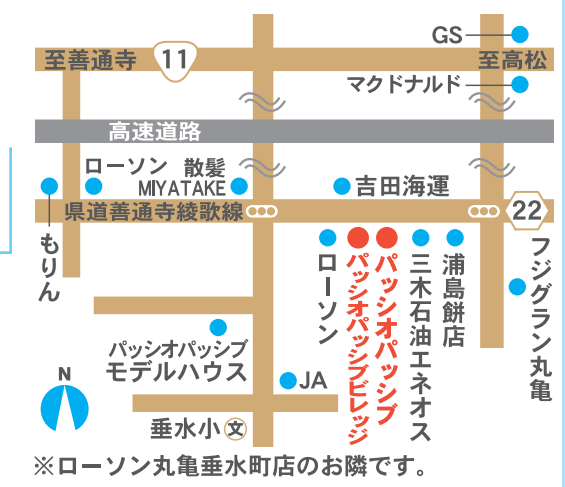 GS
至善通寺
11
至高松
マクドナルド
高速道路
ローソン
散髪
MIYATAKE
吉田海運
県道善通寺綾歌線
22
もりん
ローソン
パッシオパッシブビレッジ
パッシオパッシブ
三木石油エネオス
浦島餅店
フジグラン丸亀
パッシオパッシブ
モデルハウス
N
JA
垂水小
文
※ローソン丸亀垂水町店のお隣です。